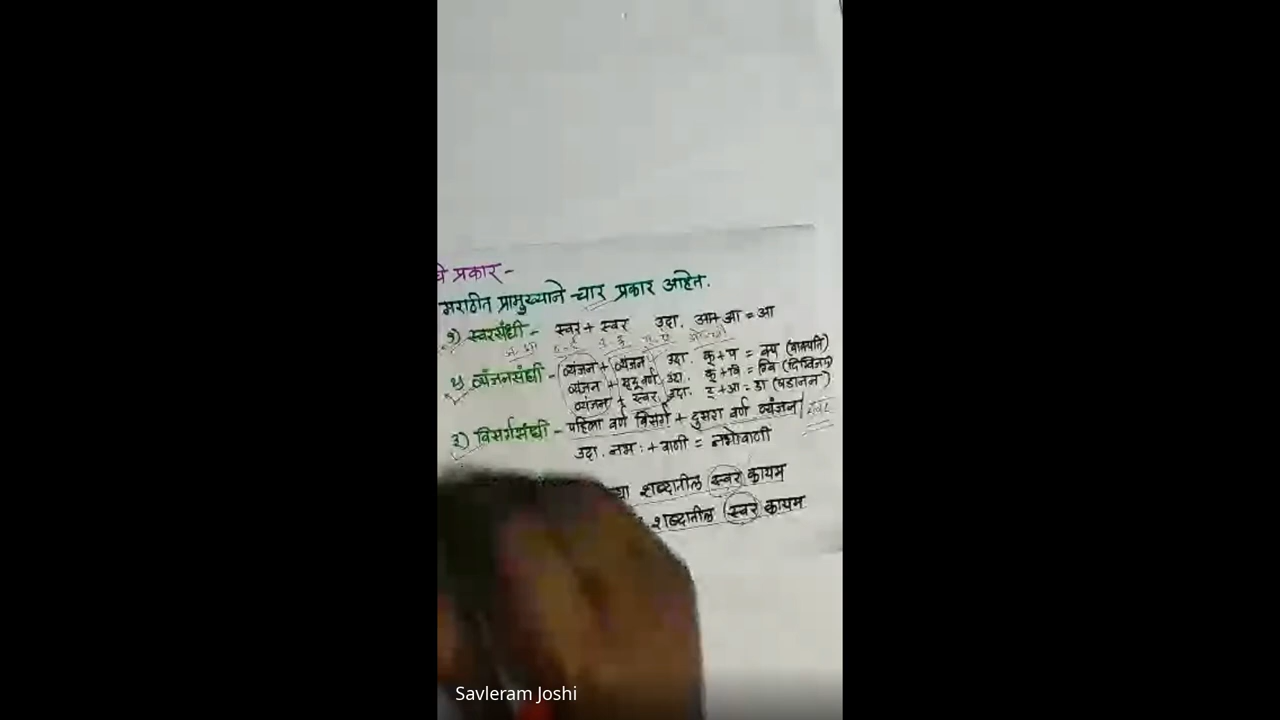 प्रकार -
मराठीत प्रामुख्याने चार प्रकार आहेत.
१) स्वरसंधी - स्वर + स्वर उदा. अ + आ = आ
२) व्यंजनसंधी - व्यंजन + व्यंजन उदा. क् + प = क्प (वाक्पति)
व्यंजन + मृदूवर्ण उदा. क् + वि = ग्वि (दिग्विजय)
व्यंजन + स्वर, उदा. ट् + आ = डा (षडानन)
३) विसर्गसंधी - पहिला वर्ण विसर्ग + दुसरा वर्ण व्यंजन/
उदा. नभ : + वाणी = नभोवाणी
शब्दातील स्वर कायम
शब्दातील स्वर कायम
Savleram Joshi